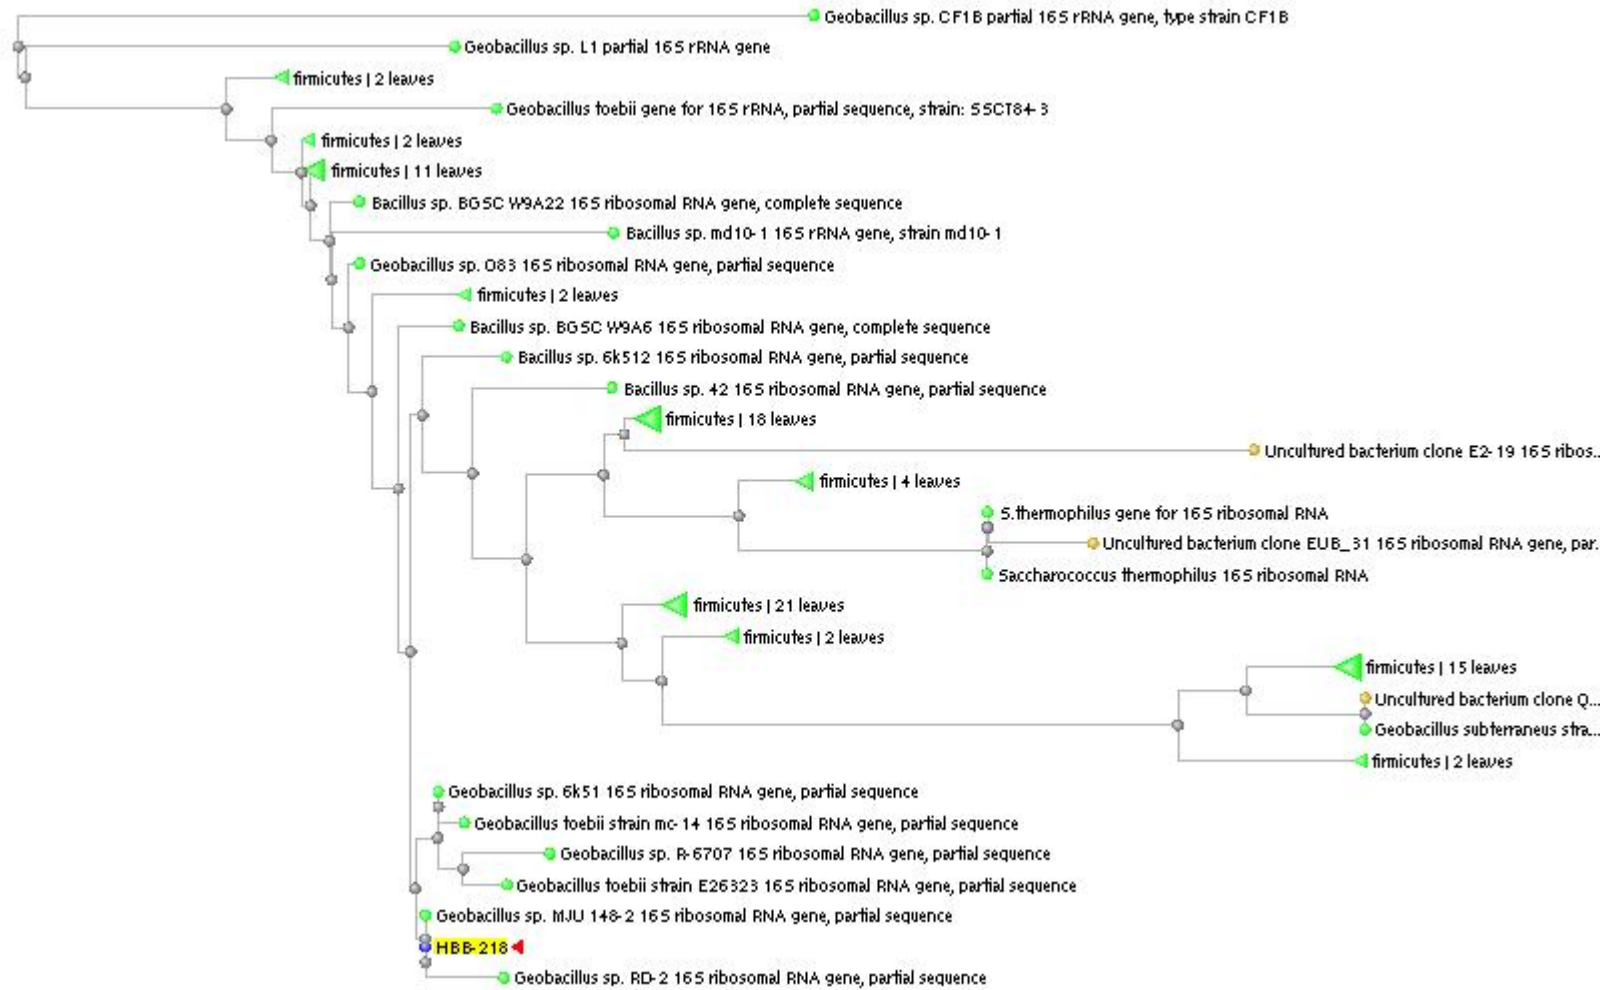 Geobacillus sp. CF1B partial 16S rRNA gene, type strain CF1B
Geobacillus sp. L1 partial 16S rRNA gene
firmicutes | 2 leaves
Geobacillus toebii gene for 16S rRNA, partial sequence, strain: SSCT84-3
firmicutes | 2 leaves
firmicutes | 11 leaves
Bacillus sp. BGSC W9A22 16S ribosomal RNA gene, complete sequence
Bacillus sp. md10-1 16S rRNA gene, strain md10-1
Geobacillus sp. O83 16S ribosomal RNA gene, partial sequence
firmicutes | 2 leaves
Bacillus sp. BGSC W9A6 16S ribosomal RNA gene, complete sequence
Bacillus sp. 6k512 16S ribosomal RNA gene, partial sequence
Bacillus sp. 42 16S ribosomal RNA gene, partial sequence
firmicutes | 18 leaves
Uncultured bacterium clone E2-19 16S ribos...
firmicutes | 4 leaves
S.thermophilus gene for 16S ribosomal RNA
Uncultured bacterium clone EUB_31 16S ribosomal RNA gene, par.
Saccharococcus thermophilus 16S ribosomal RNA
firmicutes | 21 leaves
firmicutes | 2 leaves
firmicutes | 15 leaves
Uncultured bacterium clone Q...
Geobacillus subterraneus stra...
firmicutes | 2 leaves
Geobacillus sp. 6k51 16S ribosomal RNA gene, partial sequence
Geobacillus toebii strain mc-14 16S ribosomal RNA gene, partial sequence
Geobacillus sp. R-6707 16S ribosomal RNA gene, partial sequence
Geobacillus toebii strain E26323 16S ribosomal RNA gene, partial sequence
Geobacillus sp. MJU 148-2 16S ribosomal RNA gene, partial sequence
HBB-218
Geobacillus sp. RD-2 16S ribosomal RNA gene, partial sequence